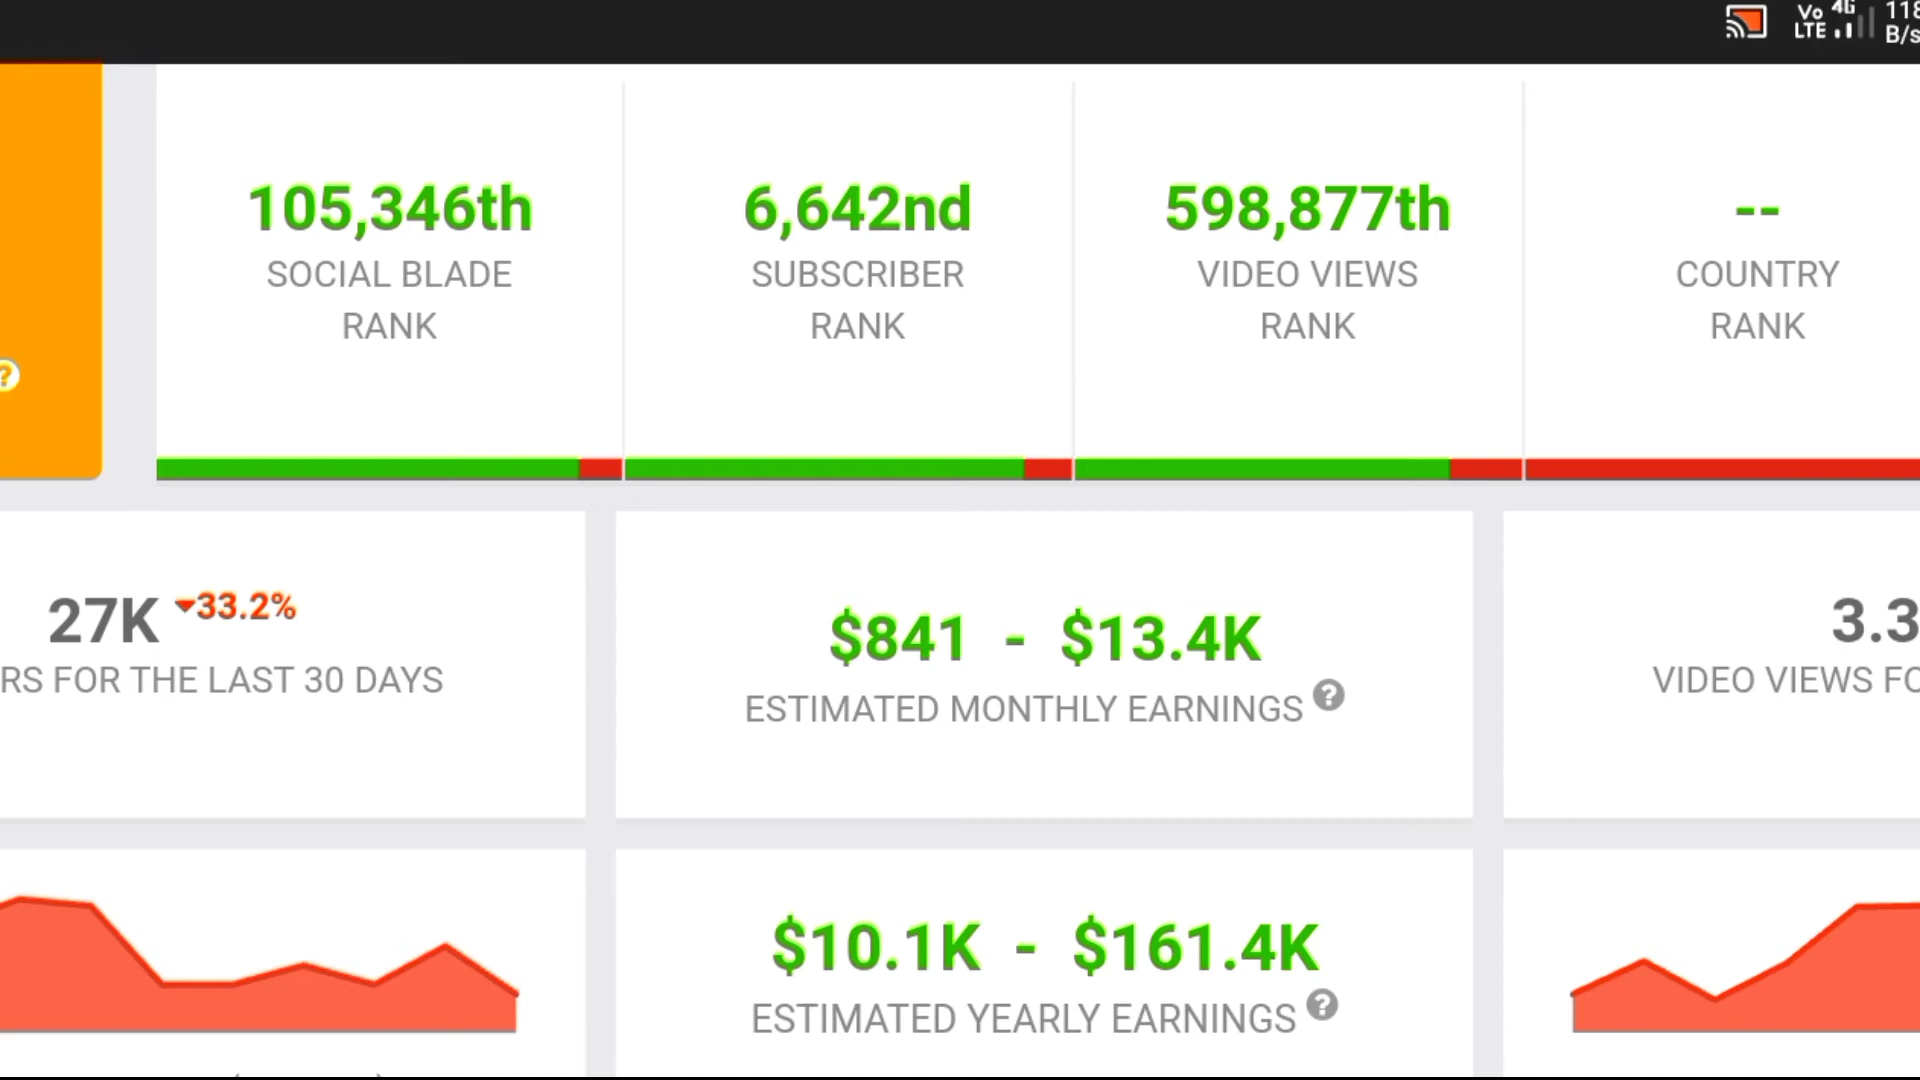 Vo 4G
LTE
118
B/s
105,346th
SOCIAL BLADE
RANK
6,642nd
SUBSCRIBER
RANK
598,877th
VIDEO VIEWS
RANK
--
COUNTRY
RANK
?
27K 33.2%
RS FOR THE LAST 30 DAYS
$841 - $13.4K
ESTIMATED MONTHLY EARNINGS ?
3.3
VIDEO VIEWS FO
$10.1K - $161.4K
ESTIMATED YEARLY EARNINGS ?